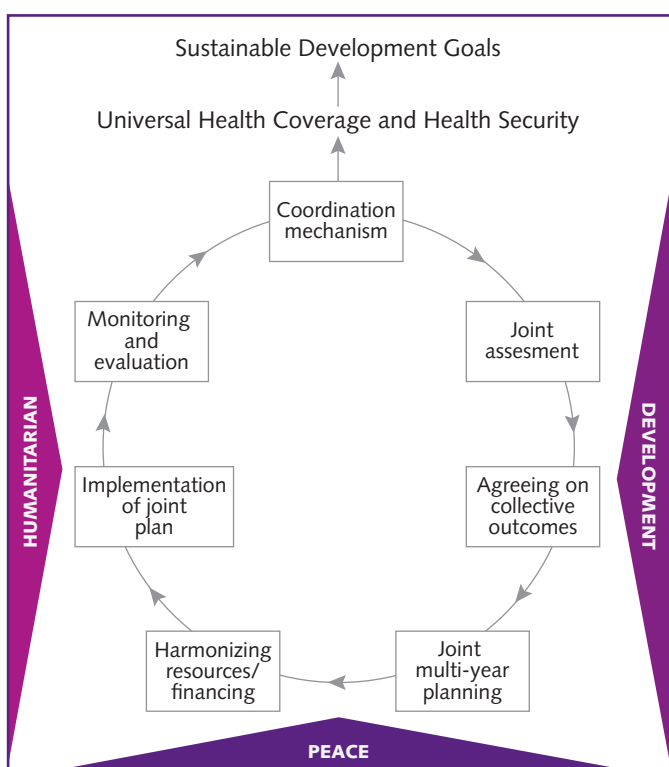 Sustainable Development Goals
Universal Health Coverage and Health Security
Coordination
mechanism
Joint
assesment
Agreeing on
collective
outcomes
Joint
multi-year
planning
Harmonizing
resources/
financing
Implementation
of joint
plan
Monitoring
and
evaluation
HUMANITARIAN
DEVELOPMENT
PEACE